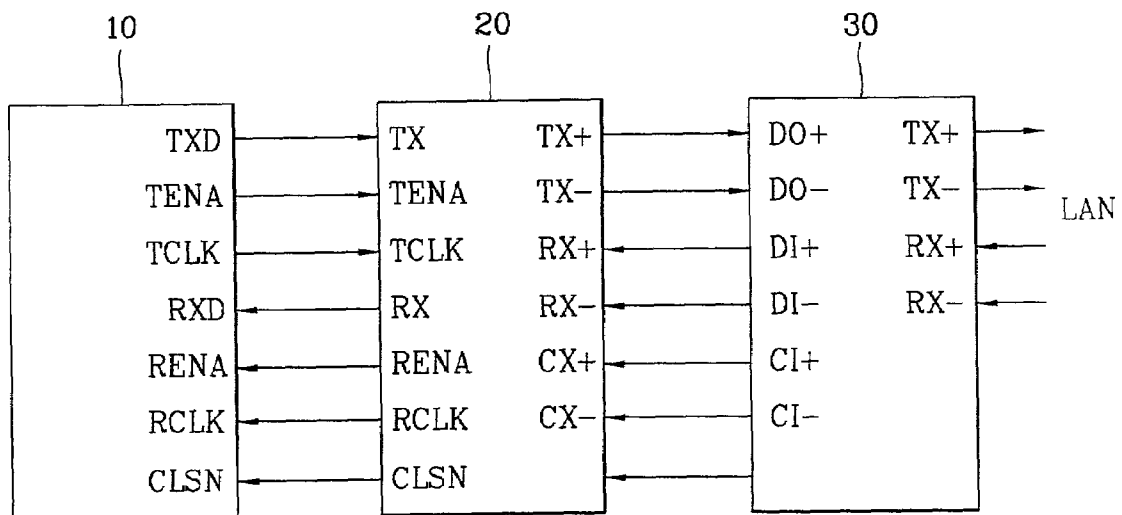 10 20 30
TXD TX TX+ DO+ TX+
TENA TENA TX- DO- TX-
LAN
TCLK TCLK RX+ DI+ RX+
RXD RX RX- DI- RX-
RENA RENA CX+ CI+
RCLK RCLK CX- CI-
CLSN CLSN